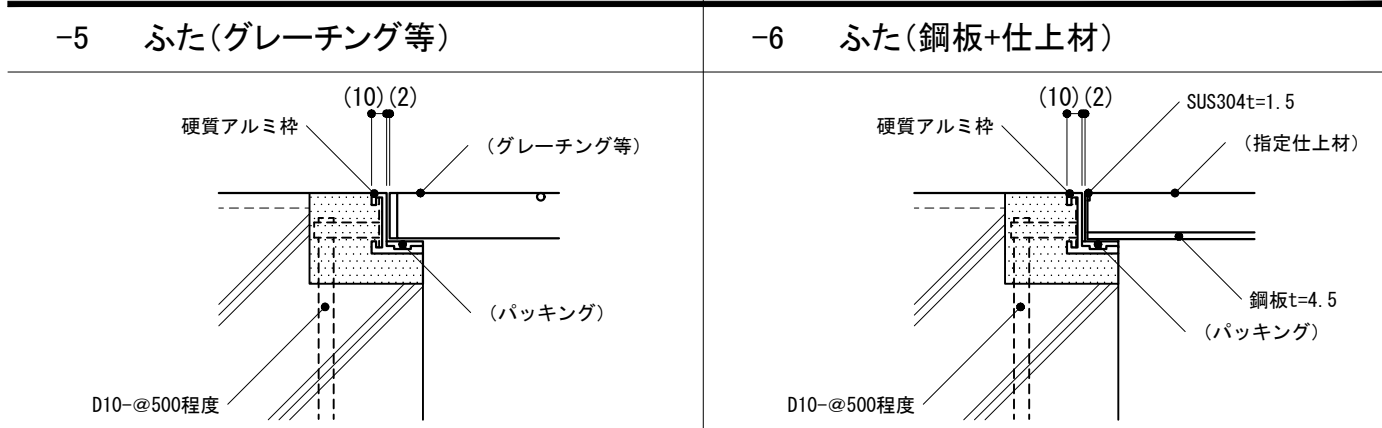 -5 ふた(グレーチング等)
(10)(2)
硬質アルミ枠
(グレーチング等)
(パッキング)
D10-@500程度
-6 ふた(鋼板+仕上材)
(10)(2)
SUS304t=1.5
硬質アルミ枠
(指定仕上材)
鋼板t=4.5
(パッキング)
D10-@500程度